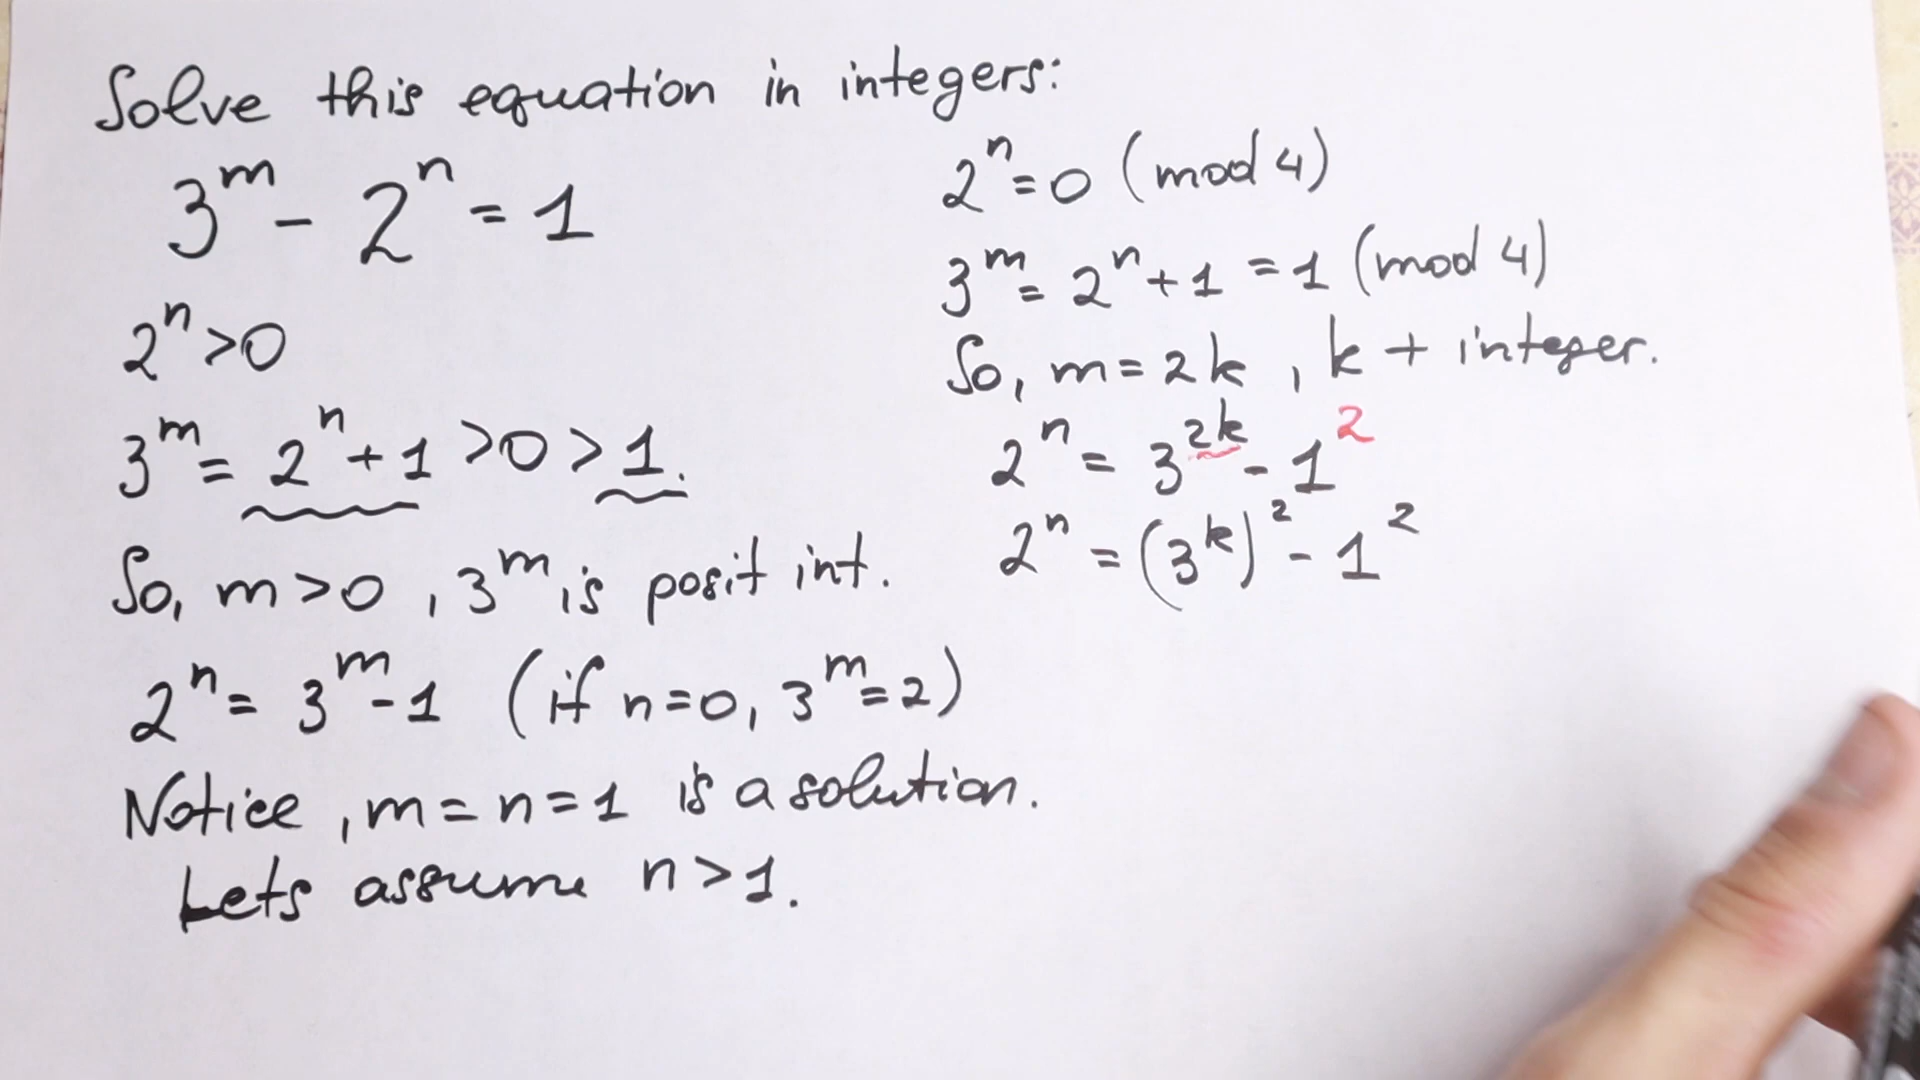 Solve this equation in integers:
3^m - 2^n = 1
2^n > 0
3^m = 2^n + 1 > 0 > 1.
So, m > 0, 3^m is posit int.
2^n = 3^m - 1 (if n = 0, 3^m = 2)
Notice, m = n = 1 is a solution.
Lets assume n > 1.
2^n = 0 (mod 4)
3^m = 2^n + 1 = 1 (mod 4)
So, m = 2k, k + integer.
2^n = 3^2k - 1^2
2^n = (3^k)^2 - 1^2